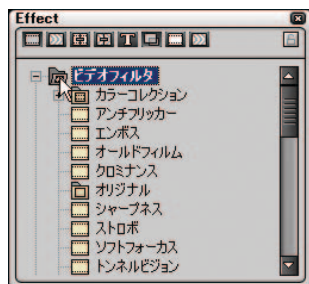 Effect
ビデオフィルタ
カラーコレクション
アンチフリッカー
エンボス
オールドフィルム
クロミナンス
オリジナル
シャープネス
ストロボ
ソフトフォーカス
トンネルビジョン